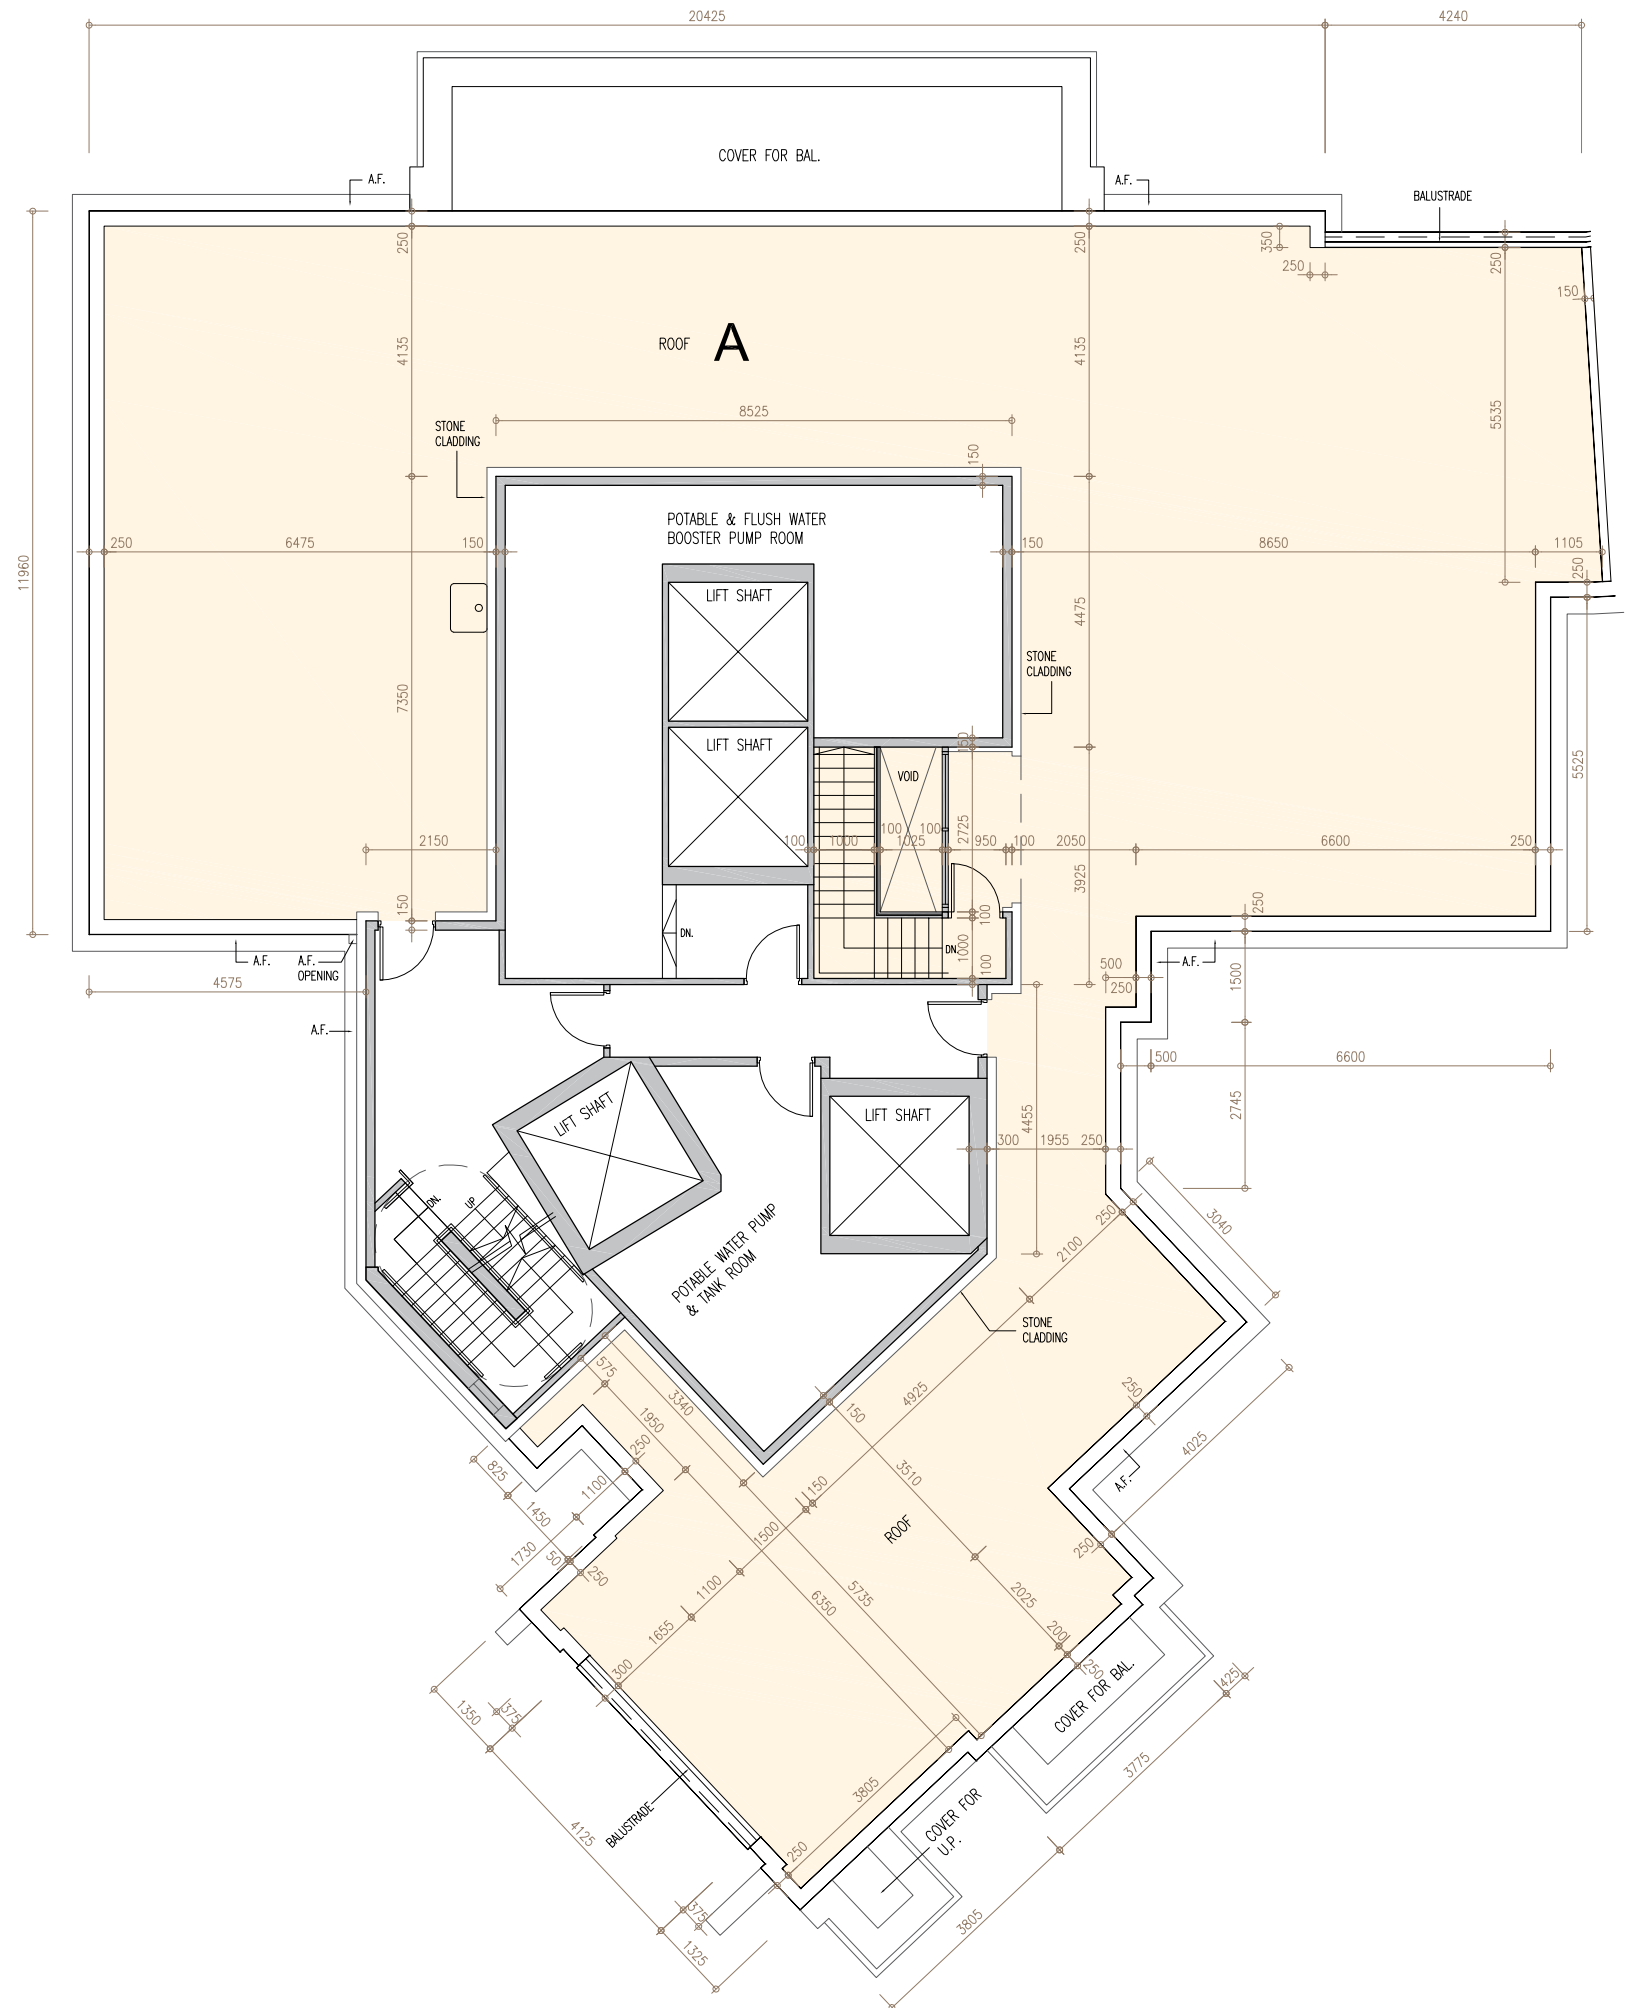 20425
4240
COVER FOR BAL.
A.F.
A.F.
BALUSTRADE
250
250
350
250
250
150
ROOF
A
4135
4135
5535
8525
STONE
CLADDING
150
POTABLE & FLUSH WATER
BOOSTER PUMP ROOM
11960
250
6475
150
150
8650
1105
250
LIFT SHAFT
4475
STONE
CLADDING
7350
LIFT SHAFT
150
VOID
5525
2150
100
1000
100
1025
100
2725
950
100
2050
6600
250
3925
150
100
250
DN.
DN.
1000
100
A.F.
A.F.
OPENING
A.F.
500
250
1500
4575
A.F.
500
6600
LIFT SHAFT
LIFT SHAFT
4455
2745
300
1955
250
DN.
UP
250
3040
2100
POTABLE WATER PUMP
& TANK ROOM
STONE
CLADDING
575
3340
4925
250
150
1950
250
4025
825
1100
3510
A.F.
1450
150
1500
ROOF
1730
50
250
250
1100
6350
5735
2025
1655
200
250
300
COVER FOR BAL.
425
1350
375
3775
3805
BALUSTRADE
COVER FOR
U.P.
4125
250
375
3805
1325